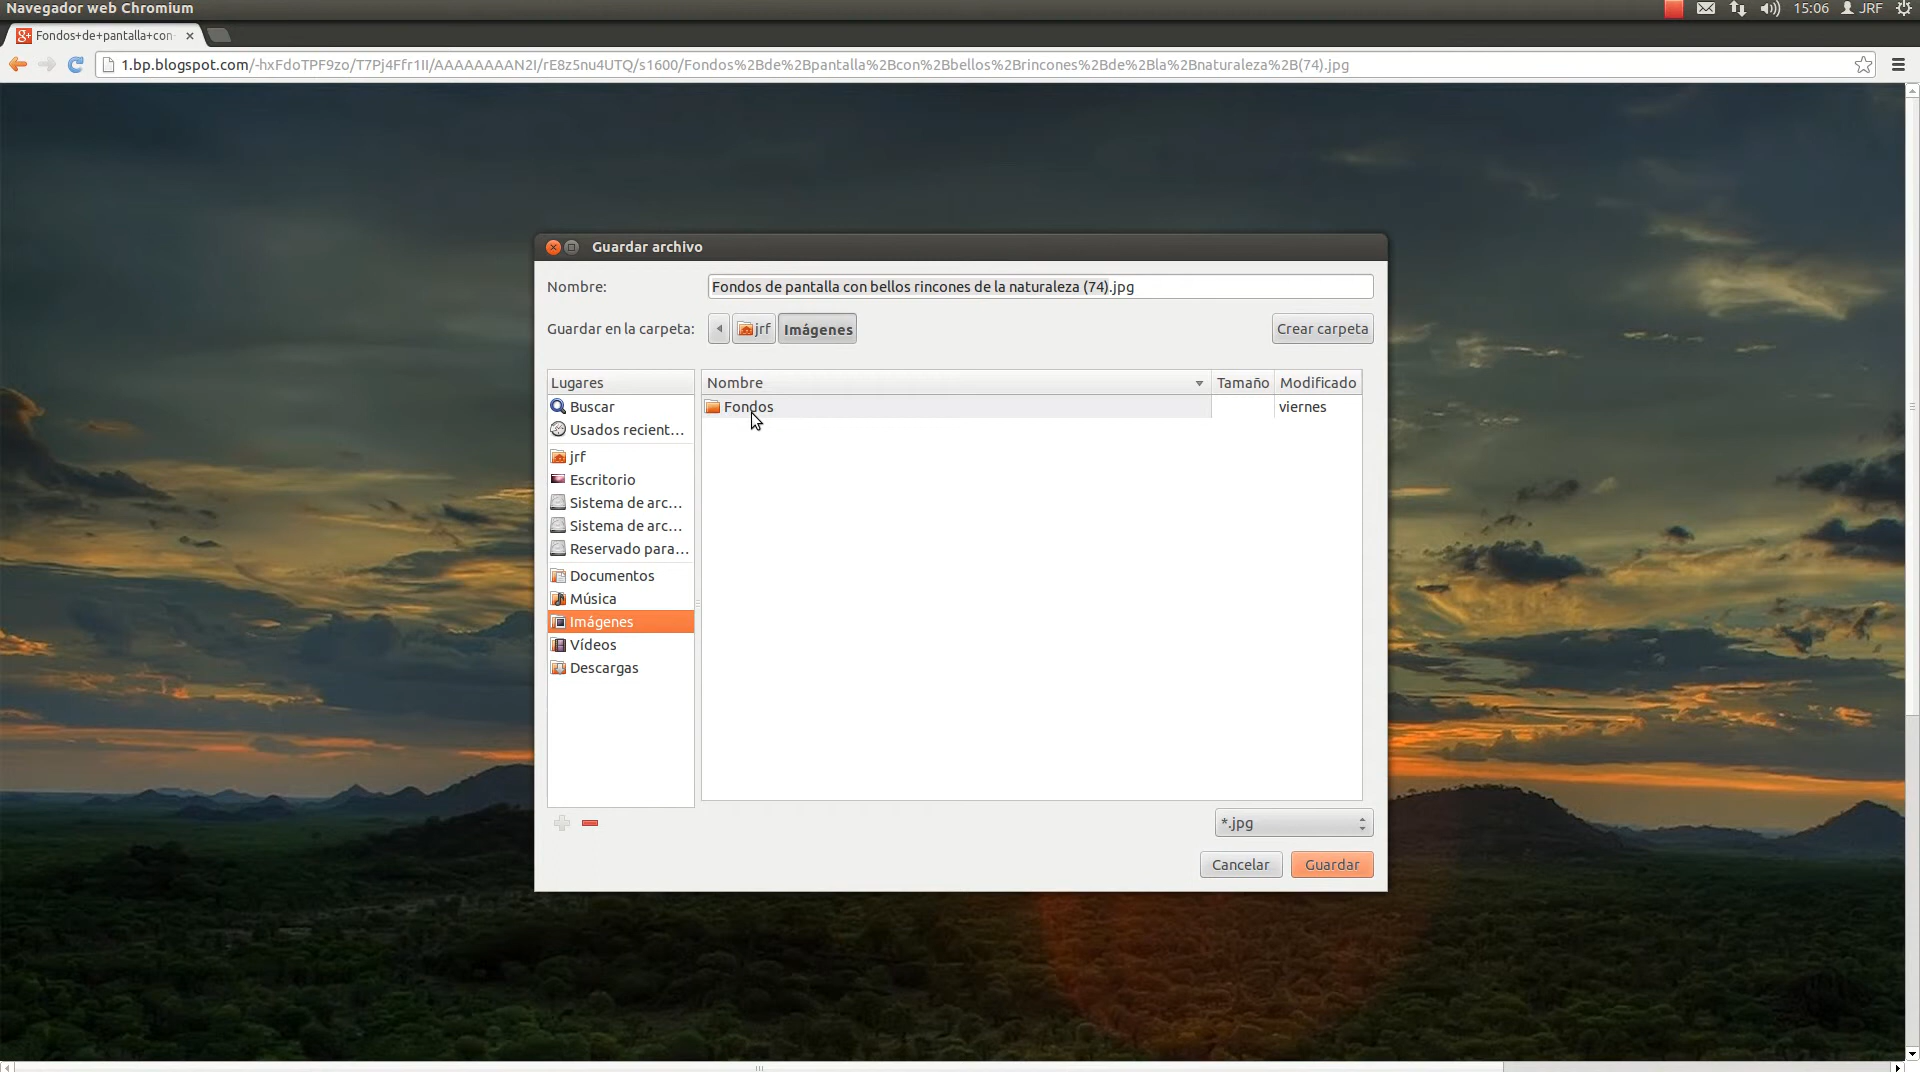 Navegador web Chromium
15:06
JRF
Fondos+de+pantalla+con
1.bp.blogspot.com/-hxFdoTPF9zo/T7Pj4Ffr1II/AAAAAAAAN2I/rE8z5nu4UTQ/s1600/Fondos%2Bde%2Bpantalla%2Bcon%2Bbellos%2Brincones%2Bde%2Bla%2Bnaturaleza%2B(74).jpg
Guardar archivo
Nombre:
Fondos de pantalla con bellos rincones de la naturaleza (74).jpg
Guardar en la carpeta:
jrf
Imágenes
Crear carpeta
Lugares
Nombre
Tamaño
Modificado
Buscar
Fondos
viernes
Usados recient...
jrf
Escritorio
Sistema de arc...
Sistema de arc...
Reservado para...
Documentos
Música
Imágenes
Vídeos
Descargas
*.jpg
Cancelar
Guardar